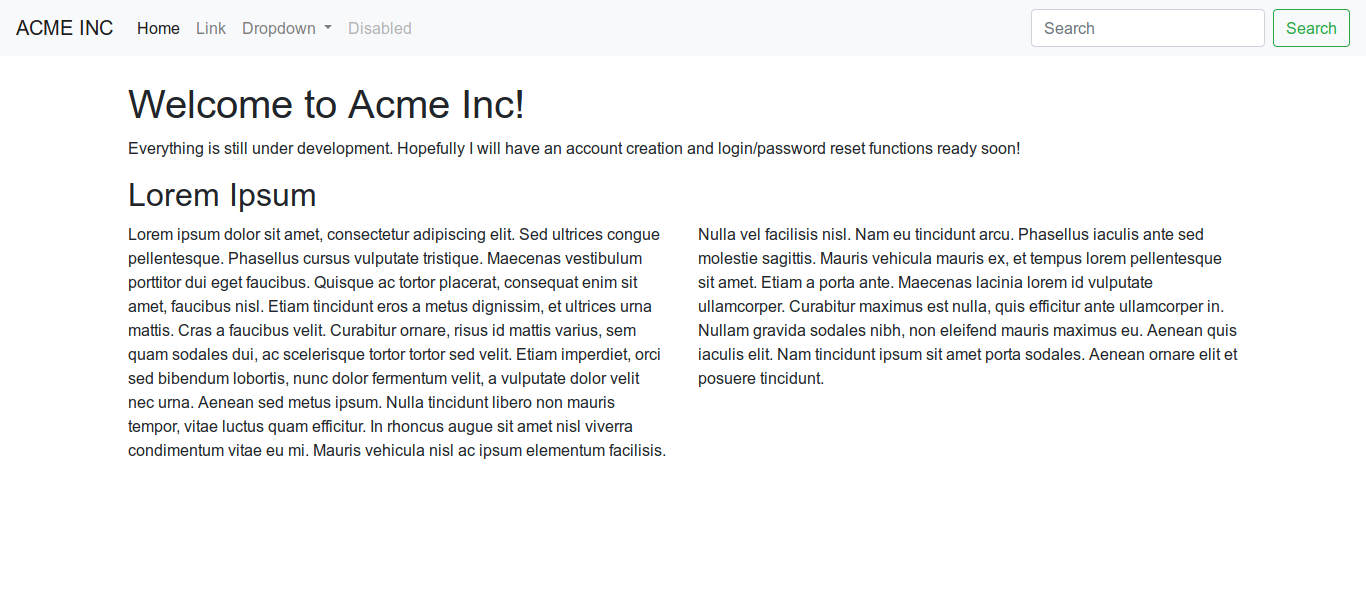 ACME INC Home Link Dropdown Disabled Search Search
Welcome to Acme Inc!
Everything is still under development. Hopefully I will have an account creation and login/password reset functions ready soon!
Lorem Ipsum
Lorem ipsum dolor sit amet, consectetur adipiscing elit. Sed ultrices congue
pellentesque. Phasellus cursus vulputate tristique. Maecenas vestibulum
porttitor dui eget faucibus. Quisque ac tortor placerat, consequat enim sit
amet, faucibus nisl. Etiam tincidunt eros a metus dignissim, et ultrices urna
mattis. Cras a faucibus velit. Curabitur ornare, risus id mattis varius, sem
quam sodales dui, ac scelerisque tortor tortor sed velit. Etiam imperdiet, orci
sed bibendum lobortis, nunc dolor fermentum velit, a vulputate dolor velit
nec urna. Aenean sed metus ipsum. Nulla tincidunt libero non mauris
tempor, vitae luctus quam efficitur. In rhoncus augue sit amet nisl viverra
condimentum vitae eu mi. Mauris vehicula nisl ac ipsum elementum facilisis.
Nulla vel facilisis nisl. Nam eu tincidunt arcu. Phasellus iaculis ante sed
molestie sagittis. Mauris vehicula mauris ex, et tempus lorem pellentesque
sit amet. Etiam a porta ante. Maecenas lacinia lorem id vulputate
ullamcorper. Curabitur maximus est nulla, quis efficitur ante ullamcorper in.
Nullam gravida sodales nibh, non eleifend mauris maximus eu. Aenean quis
iaculis elit. Nam tincidunt ipsum sit amet porta sodales. Aenean ornare elit et
posuere tincidunt.